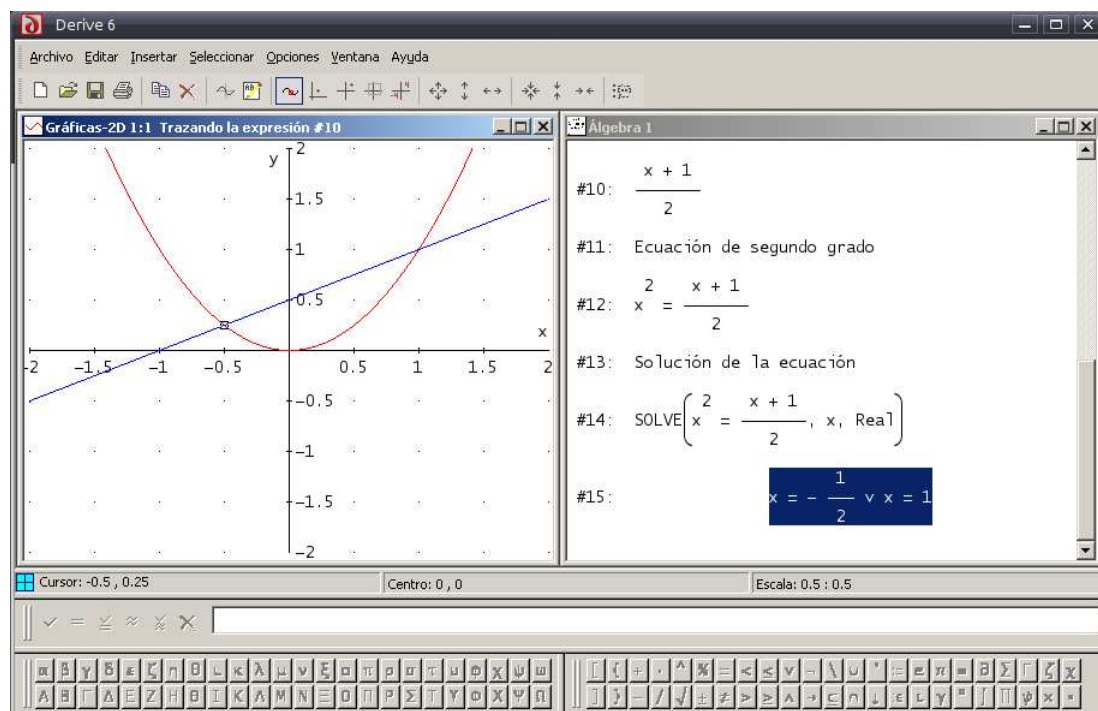 Derive 6
Archivo Editar Insertar Seleccionar Opciones Ventana Ayuda
Gráficas-2D 1:1 Trazando la expresión #10
y
2
1.5
1
0.5
x
-2 -1.5 -1 -0.5 0.5 1 1.5 2
-0.5
-1
-1.5
-2
Álgebra 1
#10: x + 1
2
#11: Ecuación de segundo grado
#12: x² = x + 1
2
#13: Solución de la ecuación
#14: SOLVE(x² = x + 1, x, Real)
2
#15: x = - 1 ∨ x = 1
2
Cursor: -0.5 , 0.25 Centro: 0 , 0 Escala: 0.5 : 0.5
✓ = ≈
α β γ δ ε ζ η θ ι κ λ μ ν ξ ο π ρ σ τ υ φ χ ψ ω
Α Β Γ Δ Ε Ζ Η Θ Ι Κ Λ Μ Ν Ξ Ο Π Ρ Σ Τ Υ Φ Χ Ψ Ω